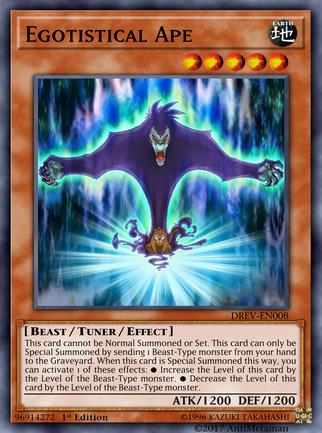 Egotistical Ape
EARTH
地
DREV-EN008
[Beast / Tuner / Effect]
This card cannot be Normal Summoned or Set. This card can only be
Special Summoned by sending 1 Beast-Type monster from your hand
to the Graveyard. When this card is Special Summoned this way, you
can activate 1 of these effects: ● Increase the Level of this card by
the Level of the Beast-Type monster. ● Decrease the Level of this
card by the Level of the Beast-Type monster.
ATK/1200 DEF/1200
96914272 1st Edition ©1996 KAZUKI TAKAHASHI
©2017 AntiMetaman